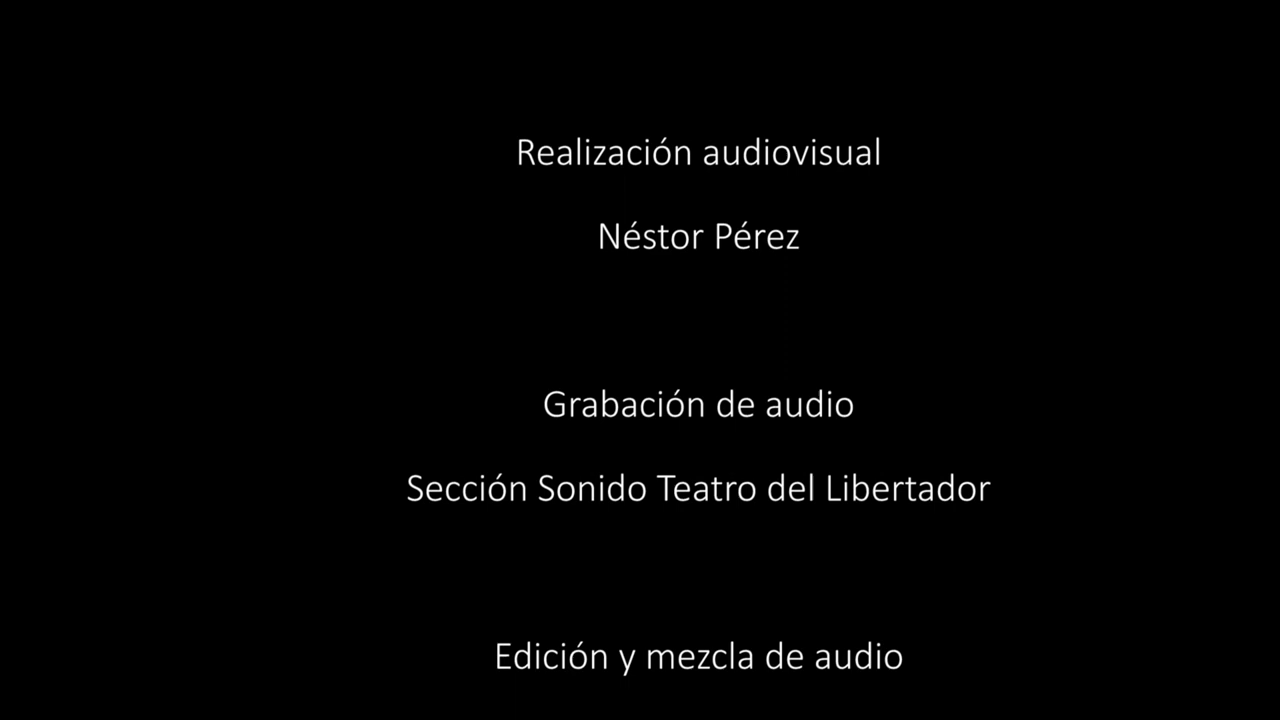 Realización audiovisual
Néstor Pérez
Grabación de audio
Sección Sonido Teatro del Libertador
Edición y mezcla de audio